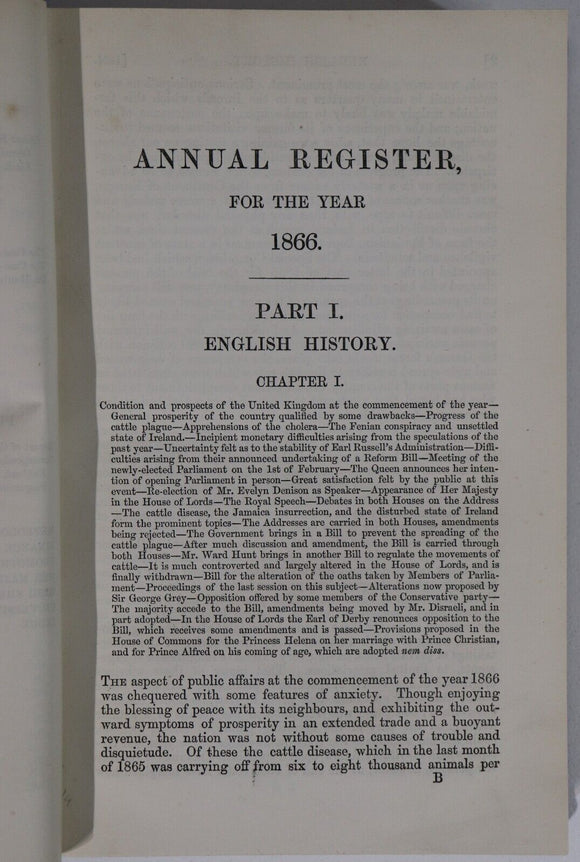 ANNUAL REGISTER,
FOR THE YEAR
1866.
PART I.
ENGLISH HISTORY.
CHAPTER I.
Condition and prospects of the United Kingdom at the commencement of the year—
General prosperity of the country qualified by some drawbacks—Progress of the
cattle plague—Apprehensions of the cholera—The Fenian conspiracy and unsettled
state of Ireland.—Incipient monetary difficulties arising from the speculations of the
past year—Uncertainty felt as to the stability of Earl Russell's Administration—Diffi-
culties arising from their announced undertaking of a Reform Bill—Meeting of the
newly-elected Parliament on the 1st of February—The Queen announces her inten-
tion of opening Parliament in person—Great satisfaction felt by the public at this
event—Re-election of Mr. Evelyn Denison as Speaker—Appearance of Her Majesty
in the House of Lords—The Royal Speech—Debates in both Houses on the Address
—The cattle disease, the Jamaica insurrection, and the disturbed state of Ireland
form the prominent topics—The Addresses are carried in both Houses, amendments
being rejected—The Government brings in a Bill to prevent the spreading of the
cattle plague—After much discussion and amendment, the Bill is carried through
both Houses—Mr. Ward Hunt brings in another Bill to regulate the movements of
cattle—It is much controverted and largely altered in the House of Lords, and is
finally withdrawn—Bill for the alteration of the oaths taken by Members of Parlia-
ment—Proceedings of the last session on this subject—Alterations now proposed by
Sir George Grey—Opposition offered by some members of the Conservative party—
The majority accede to the Bill, amendments being moved by Mr. Disraeli, and in
part adopted—In the House of Lords the Earl of Derby renounces opposition to the
Bill, which receives some amendments and is passed—Provisions proposed in the
House of Commons for the Princess Helena on her marriage with Prince Christian,
and for Prince Alfred on his coming of age, which are adopted nem diss.
THE aspect of public affairs at the commencement of the year 1866
was chequered with some features of anxiety. Though enjoying
the blessing of peace with its neighbours, and exhibiting the out-
ward symptoms of prosperity in an extended trade and a buoyant
revenue, the nation was not without some causes of trouble and
disquietude. Of these the cattle disease, which in the last month
of 1865 was carrying off from six to eight thousand animals per
B